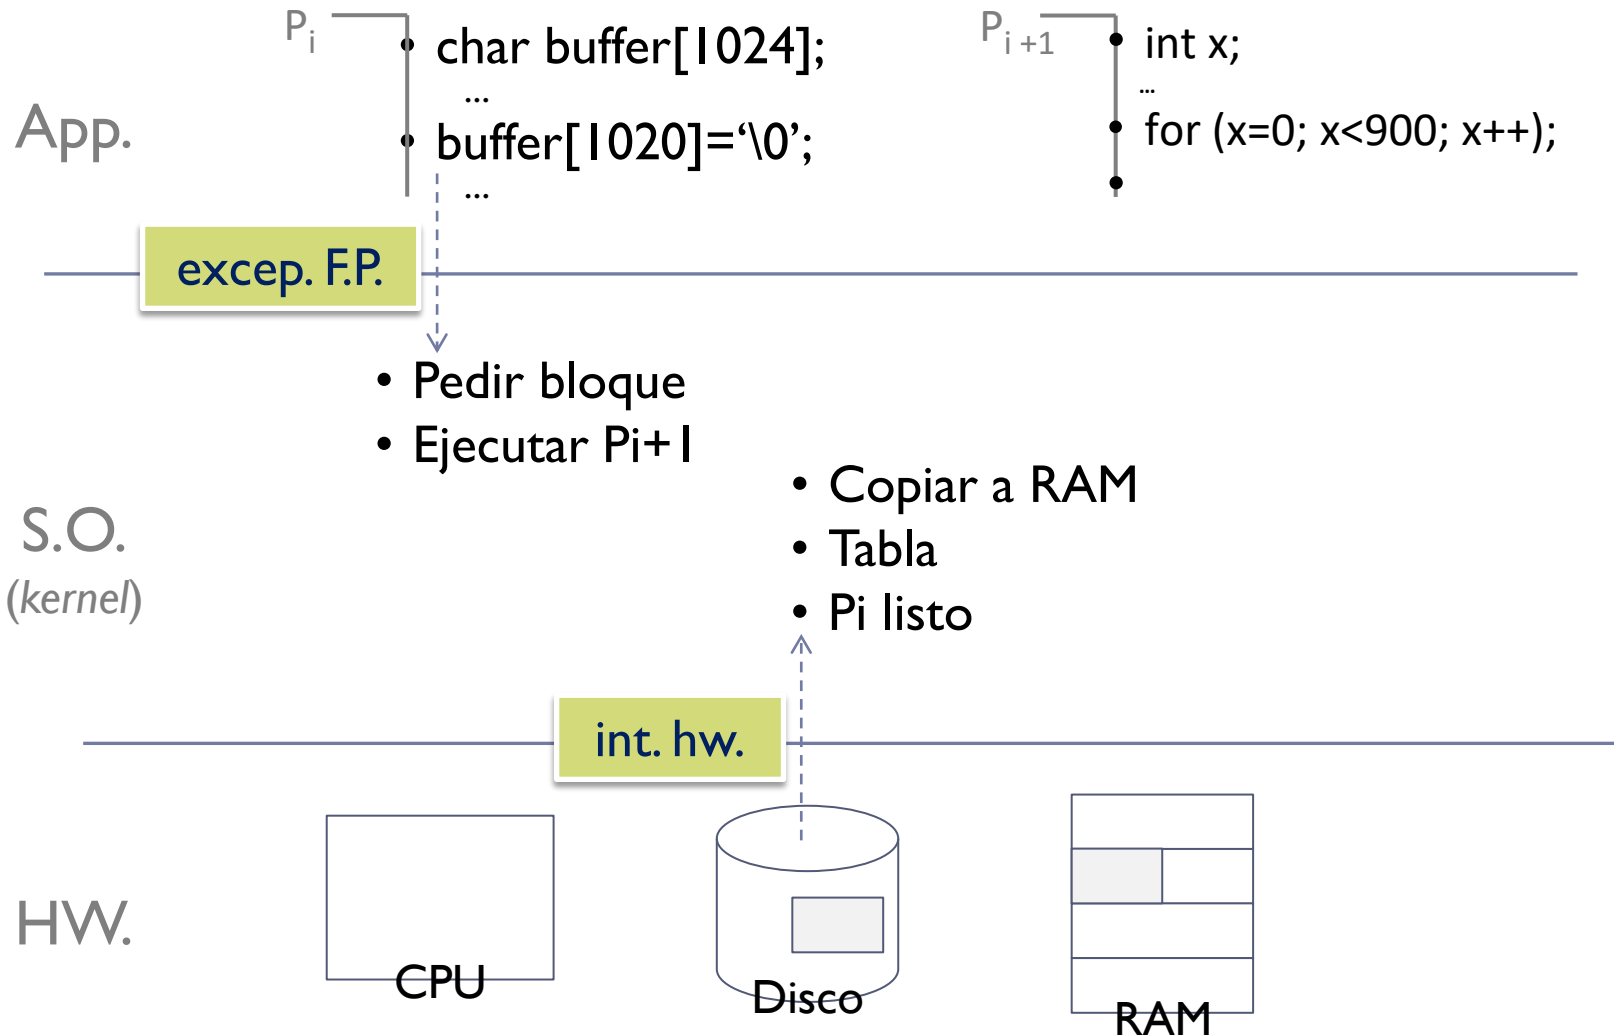 Pi
• char buffer[1024];
...
• buffer[1020]=‘\0’;
...
Pi +1
• int x;
...
• for (x=0; x<900; x++);
•
App.
excep. F.P.
• Pedir bloque
• Ejecutar Pi+1
S.O.
(kernel)
• Copiar a RAM
• Tabla
• Pi listo
int. hw.
HW.
CPU
Disco
RAM